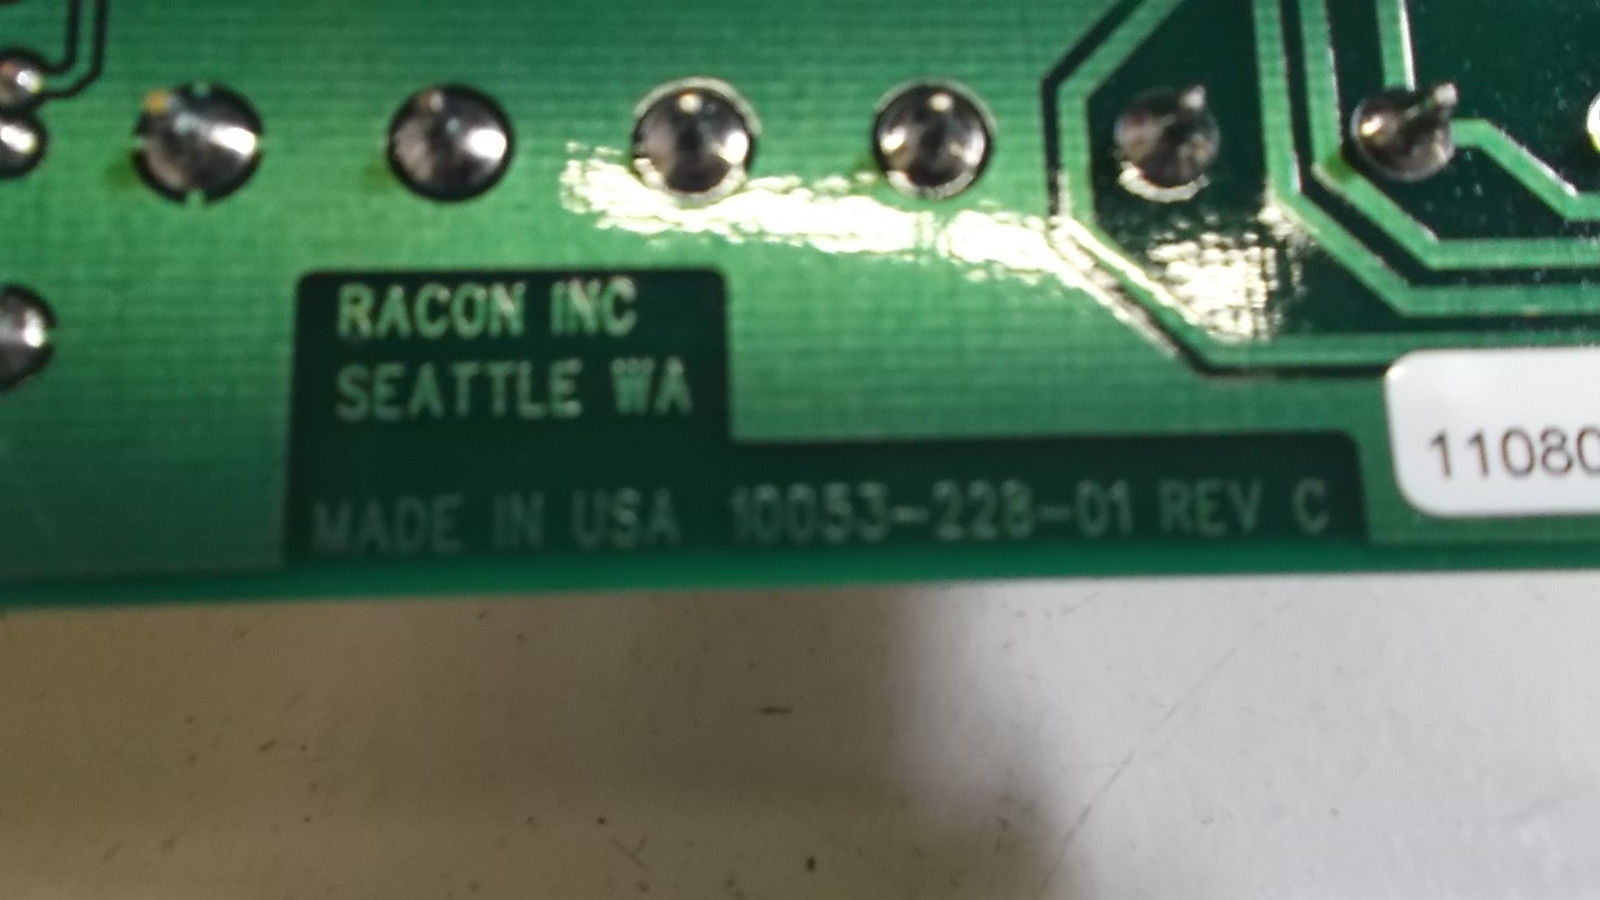 RACON INC
SEATTLE WA
MADE IN USA 10053-228-01 REV C
11080